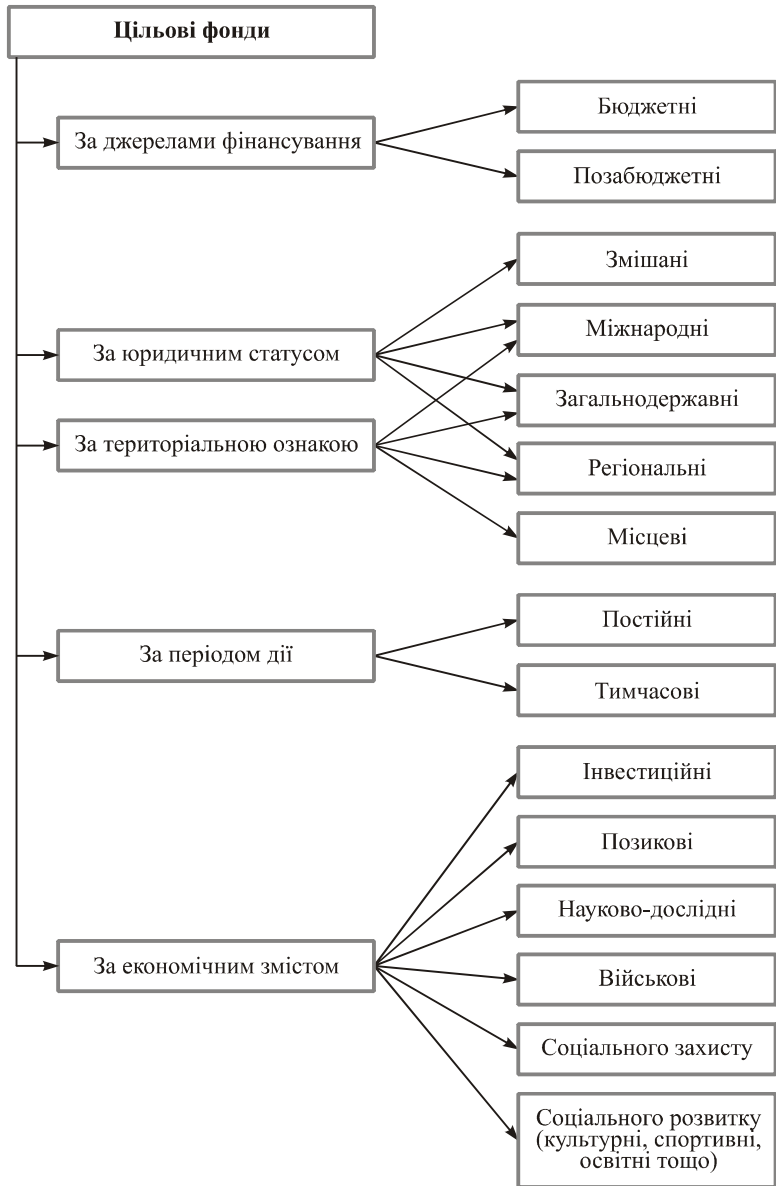 Цільові фонди
За джерелами фінансування
Бюджетні
Позабюджетні
За юридичним статусом
За територіальною ознакою
Змішані
Міжнародні
Загальнодержавні
Регіональні
Місцеві
За періодом дії
Постійні
Тимчасові
За економічним змістом
Інвестиційні
Позикові
Науково-дослідні
Військові
Соціального захисту
Соціального розвитку
(культурні, спортивні,
освітні тощо)